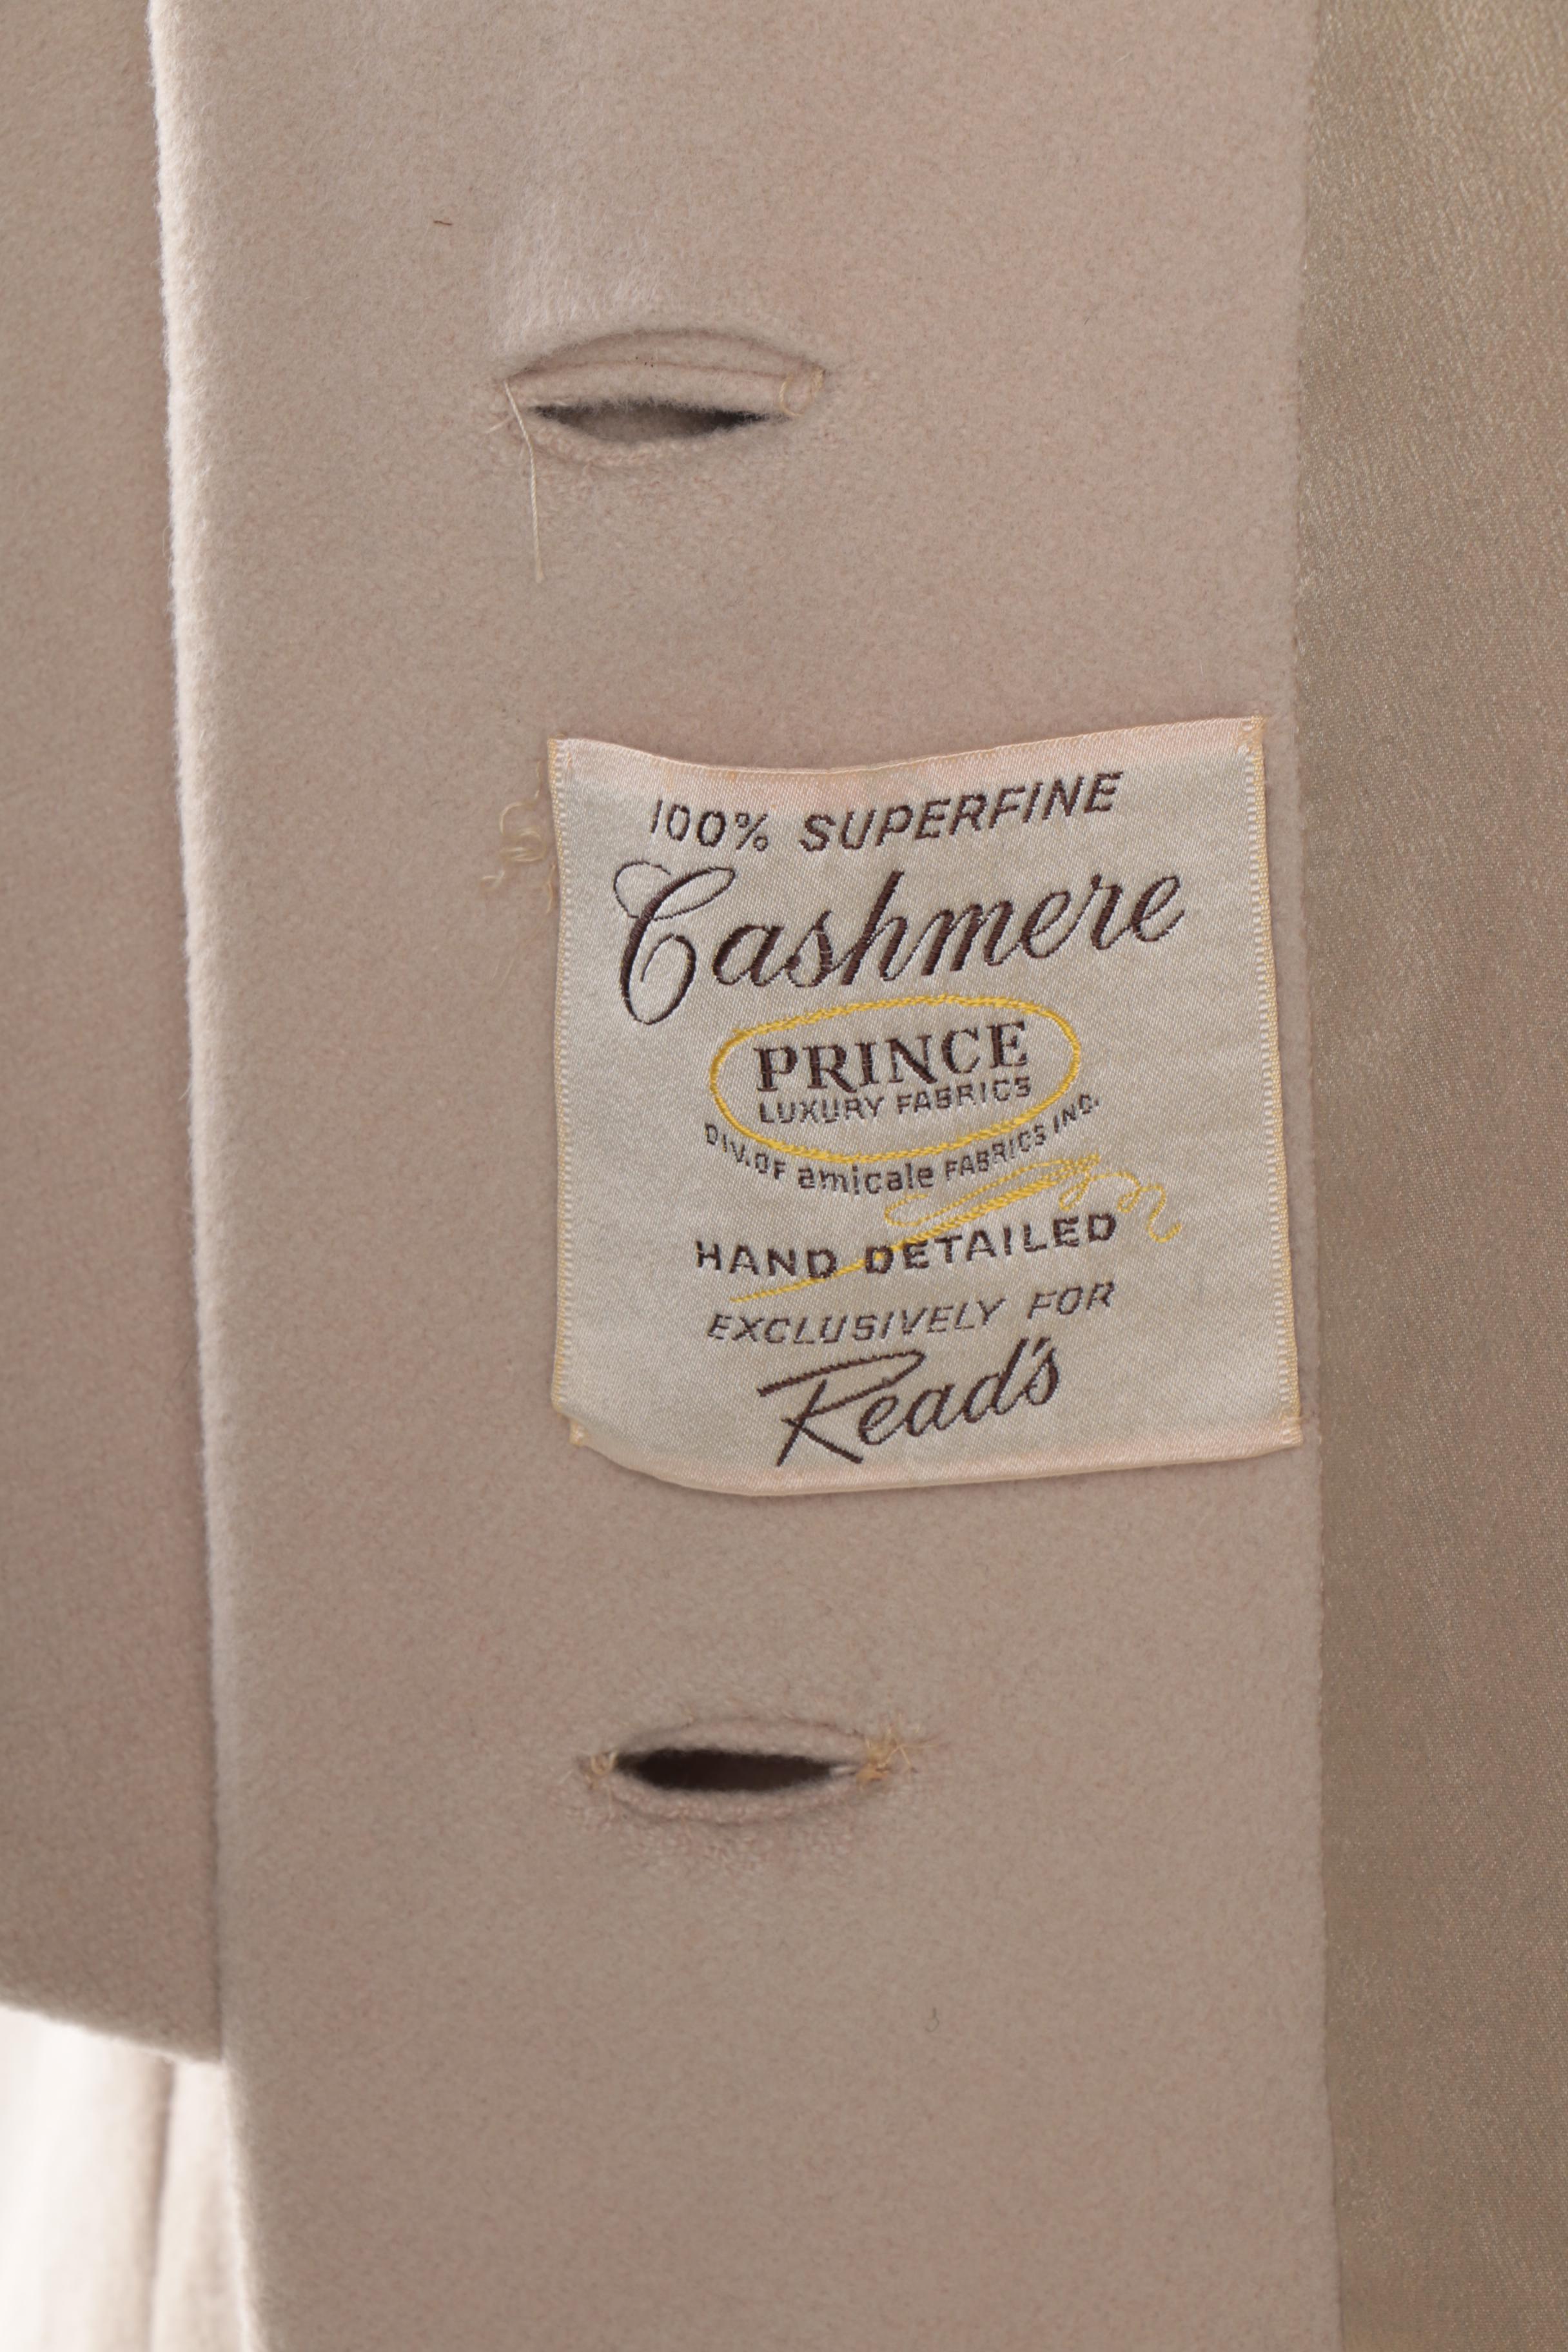 100% SUPERFINE
Cashmere
PRINCE
LUXURY FABRICS
DIV. OF amicale FABRICS INC.
HAND DETAILED
EXCLUSIVELY FOR
Read's